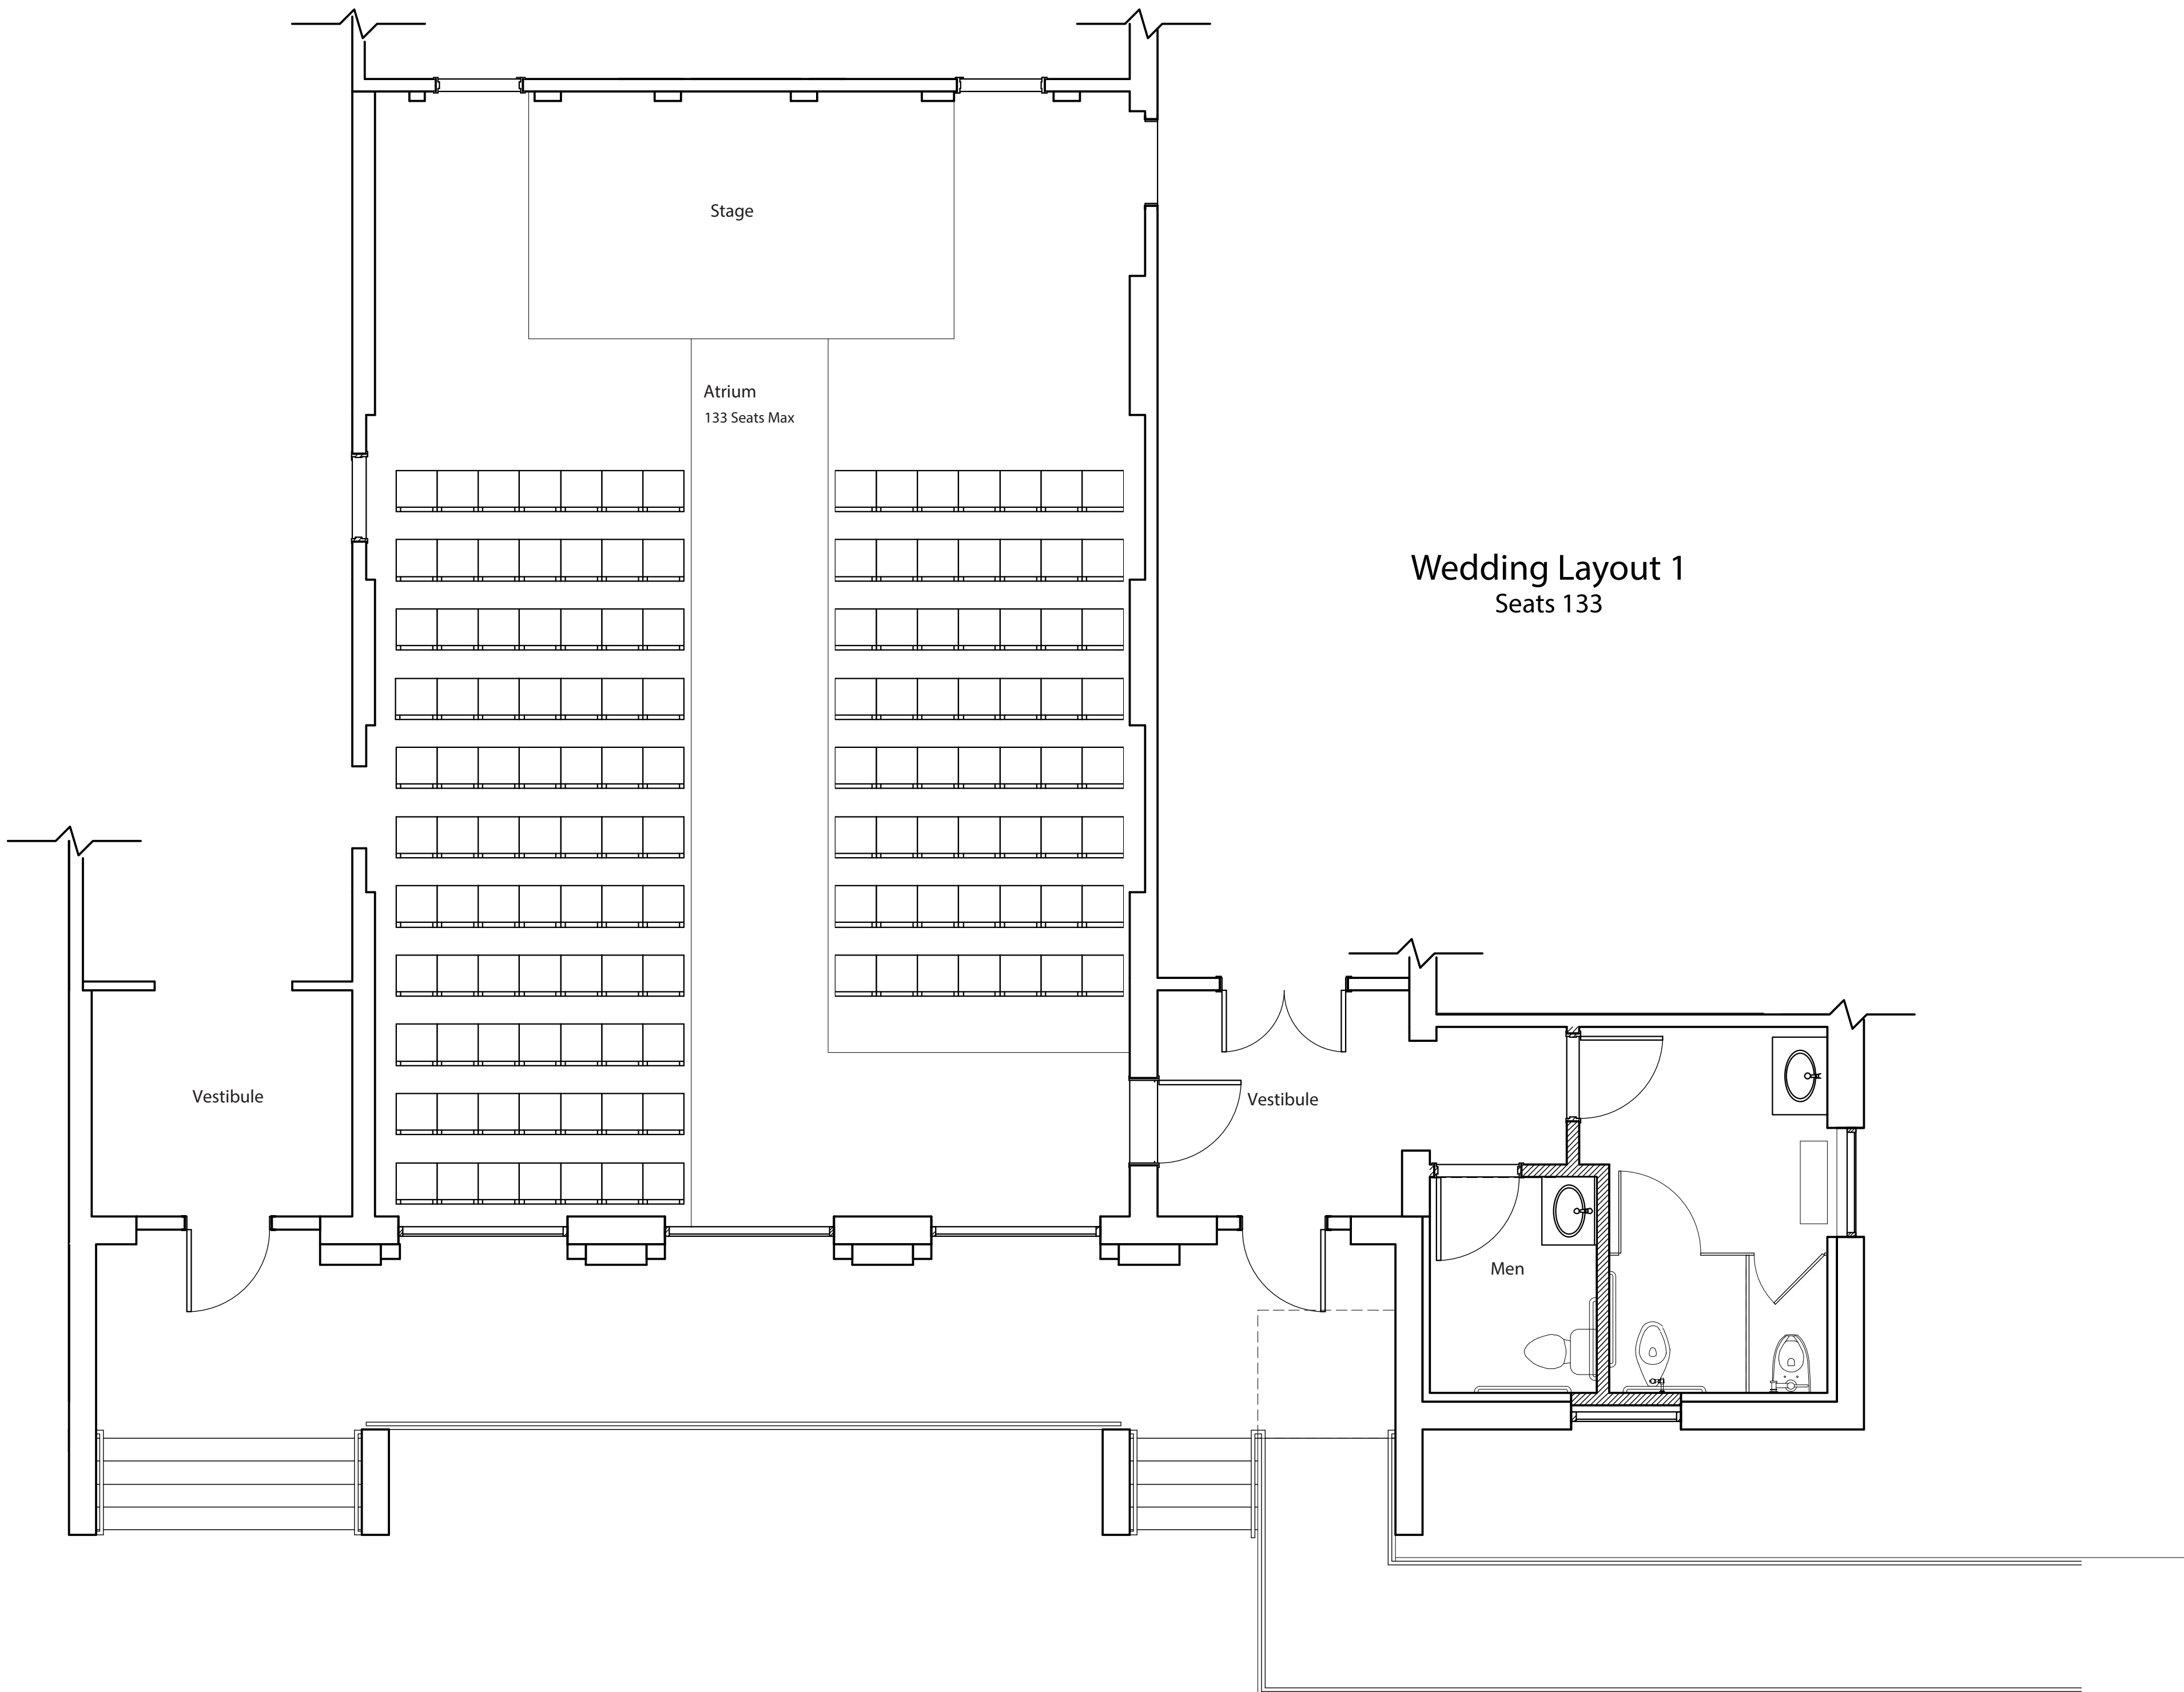 Stage
Atrium
133 Seats Max
Wedding Layout 1
Seats 133
Vestibule
Vestibule
Men